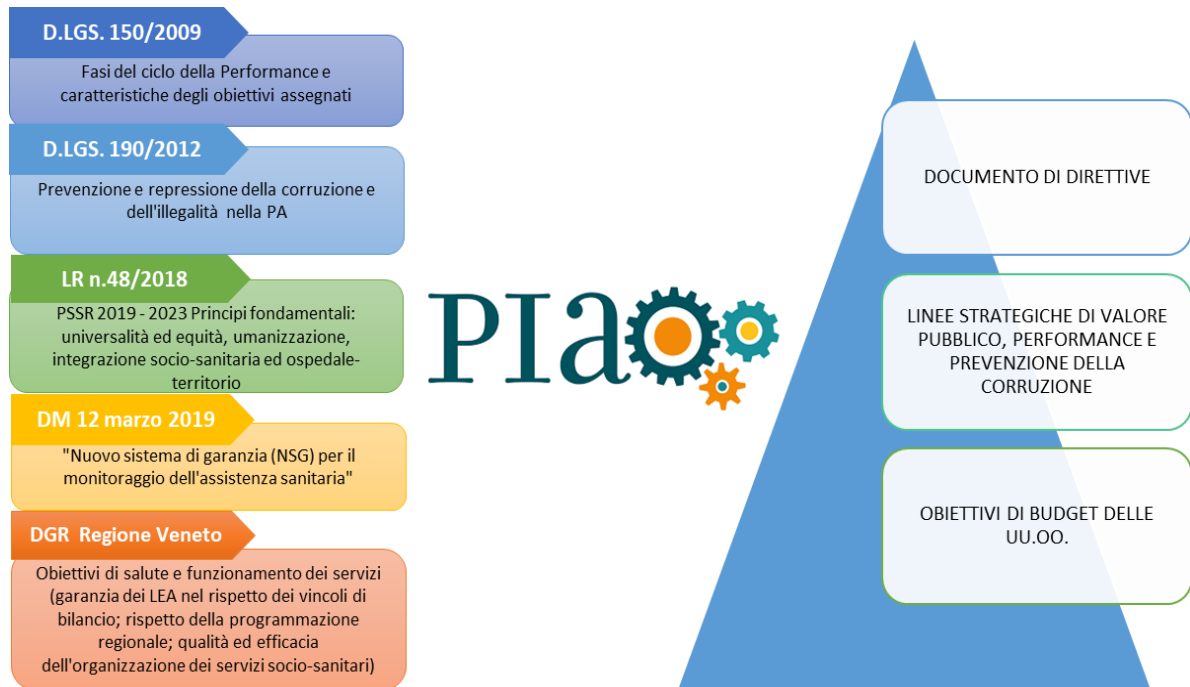 D.LGS. 150/2009
Fasi del ciclo della Performance e
caratteristiche degli obiettivi assegnati
D.LGS. 190/2012
Prevenzione e repressione della corruzione e
dell'illegalità nella PA
LR n.48/2018
PSSR 2019 - 2023 Principi fondamentali:
universalità ed equità, umanizzazione,
integrazione socio-sanitaria ed ospedale-
territorio
DM 12 marzo 2019
"Nuovo sistema di garanzia (NSG) per il
monitoraggio dell'assistenza sanitaria"
DGR Regione Veneto
Obiettivi di salute e funzionamento dei servizi
(garanzia dei LEA nel rispetto dei vincoli di
bilancio; rispetto della programmazione
regionale; qualità ed efficacia
dell'organizzazione dei servizi socio-sanitari)
PIao
DOCUMENTO DI DIRETTIVE
LINEE STRATEGICHE DI VALORE
PUBBLICO, PERFORMANCE E
PREVENZIONE DELLA
CORRUZIONE
OBIETTIVI DI BUDGET DELLE
UU.OO.